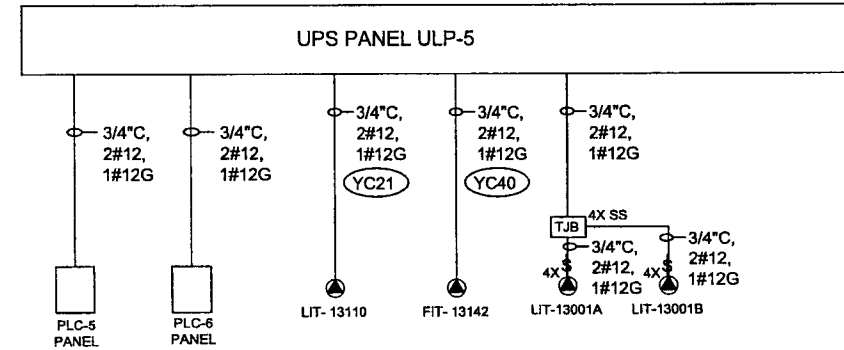 UPS PANEL ULP-5
3/4"C,
2#12,
1#12G
3/4"C,
2#12,
1#12G
3/4"C,
2#12,
1#12G
YC21
3/4"C,
2#12,
1#12G
YC40
3/4"C,
2#12,
1#12G
TJB
4X SS
3/4"C,
2#12,
1#12G
3/4"C,
2#12,
1#12G
4X
S
4X
S
PLC-5
PANEL
PLC-6
PANEL
LIT- 13110
FIT- 13142
LIT-13001A
LIT-13001B